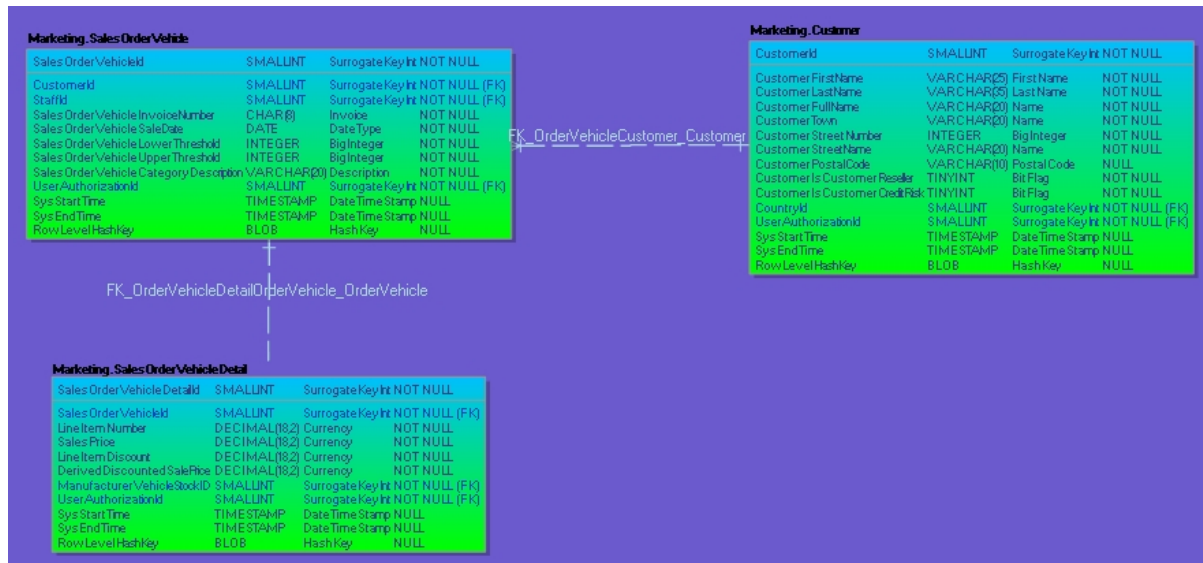 Marketing.SalesOrderVehicle
SalesOrderVehicleId SMALLINT SurrogateKeyInt NOT NULL
CustomerId SMALLINT SurrogateKeyInt NOT NULL (FK)
StaffId SMALLINT SurrogateKeyInt NOT NULL (FK)
SalesOrderVehicleInvoiceNumber CHAR(8) Invoice NOT NULL
SalesOrderVehicleSaleDate DATE DateType NOT NULL
SalesOrderVehicleLowerThreshold INTEGER BigInteger NOT NULL
SalesOrderVehicleUpperThreshold INTEGER BigInteger NOT NULL
SalesOrderVehicleCategoryDescription VARCHAR(20) Description NOT NULL
UserAuthorizationId SMALLINT SurrogateKeyInt NOT NULL (FK)
SysStartTime TIMESTAMP DateTimeStamp NULL
SysEndTime TIMESTAMP DateTimeStamp NULL
RowLevelHashKey BLOB HashKey NULL
FK_OrderVehicleCustomer_Customer
Marketing.Customer
CustomerId SMALLINT SurrogateKeyInt NOT NULL
CustomerFirstName VARCHAR(25) FirstName NOT NULL
CustomerLastName VARCHAR(35) LastName NOT NULL
CustomerFullName VARCHAR(20) Name NOT NULL
CustomerTown VARCHAR(20) Name NOT NULL
CustomerStreetNumber INTEGER BigInteger NOT NULL
CustomerStreetName VARCHAR(20) Name NOT NULL
CustomerPostalCode VARCHAR(10) PostalCode NULL
CustomerIsCustomerReseller TINYINT BitFlag NOT NULL
CustomerIsCustomerCreditRisk TINYINT BitFlag NOT NULL
CountryId SMALLINT SurrogateKeyInt NOT NULL (FK)
UserAuthorizationId SMALLINT SurrogateKeyInt NOT NULL (FK)
SysStartTime TIMESTAMP DateTimeStamp NULL
SysEndTime TIMESTAMP DateTimeStamp NULL
RowLevelHashKey BLOB HashKey NULL
FK_OrderVehicleDetailOrderVehicle_OrderVehicle
Marketing.SalesOrderVehicleDetail
SalesOrderVehicleDetailId SMALLINT SurrogateKeyInt NOT NULL
SalesOrderVehicleId SMALLINT SurrogateKeyInt NOT NULL (FK)
LineItemNumber DECIMAL(18,2) Currency NOT NULL
SalesPrice DECIMAL(18,2) Currency NOT NULL
LineItemDiscount DECIMAL(18,2) Currency NOT NULL
DerivedDiscountedSalePrice DECIMAL(18,2) Currency NOT NULL
ManufacturerVehicleStockID SMALLINT SurrogateKeyInt NOT NULL (FK)
UserAuthorizationId SMALLINT SurrogateKeyInt NOT NULL (FK)
SysStartTime TIMESTAMP DateTimeStamp NULL
SysEndTime TIMESTAMP DateTimeStamp NULL
RowLevelHashKey BLOB HashKey NULL